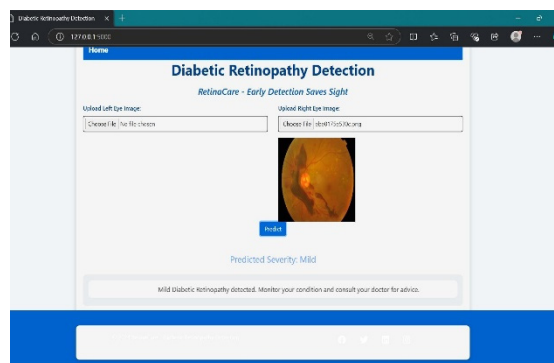 Diabetic Retinopathy Detection
127.0.0.1:5000
Home
Diabetic Retinopathy Detection
RetinoCare - Early Detection Saves Sight
Upload Left Eye Image:
Upload Right Eye Image:
Choose File No file chosen
Choose File
Predict
Predicted Severity: Mild
Mild Diabetic Retinopathy detected. Monitor your condition and consult your doctor for advice.